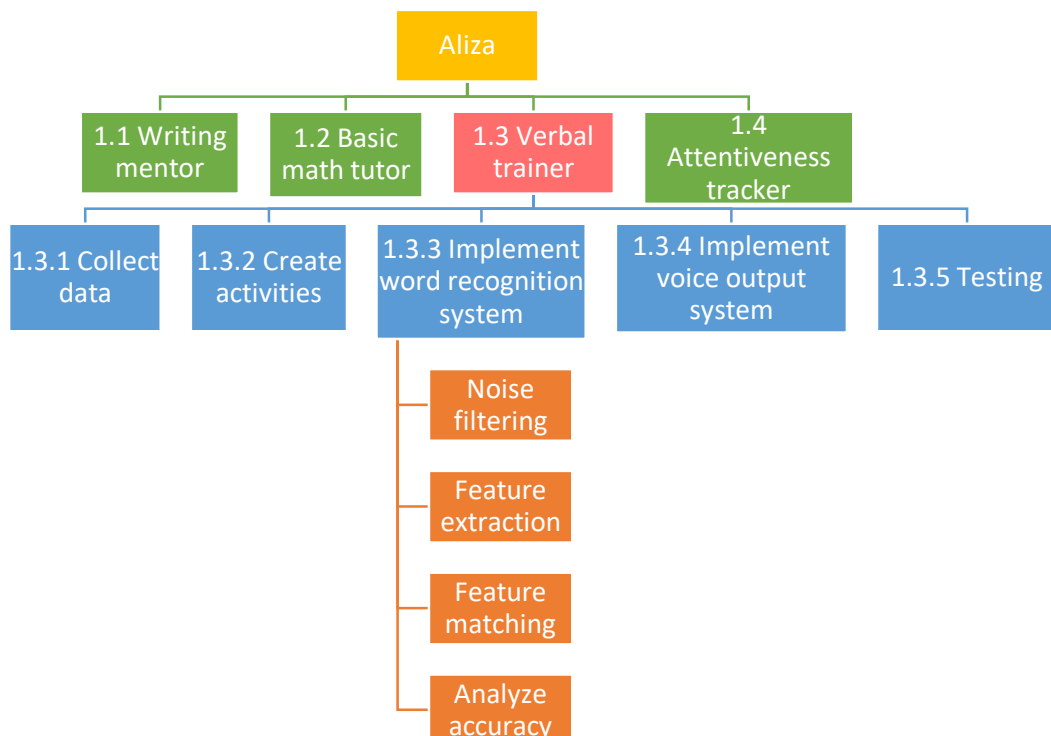 Aliza
1.1 Writing
mentor
1.2 Basic
math tutor
1.3 Verbal
trainer
1.4
Attentiveness
tracker
1.3.1 Collect
data
1.3.2 Create
activities
1.3.3 Implement
word recognition
system
1.3.4 Implement
voice output
system
1.3.5 Testing
Noise
filtering
Feature
extraction
Feature
matching
Analyze
accuracy